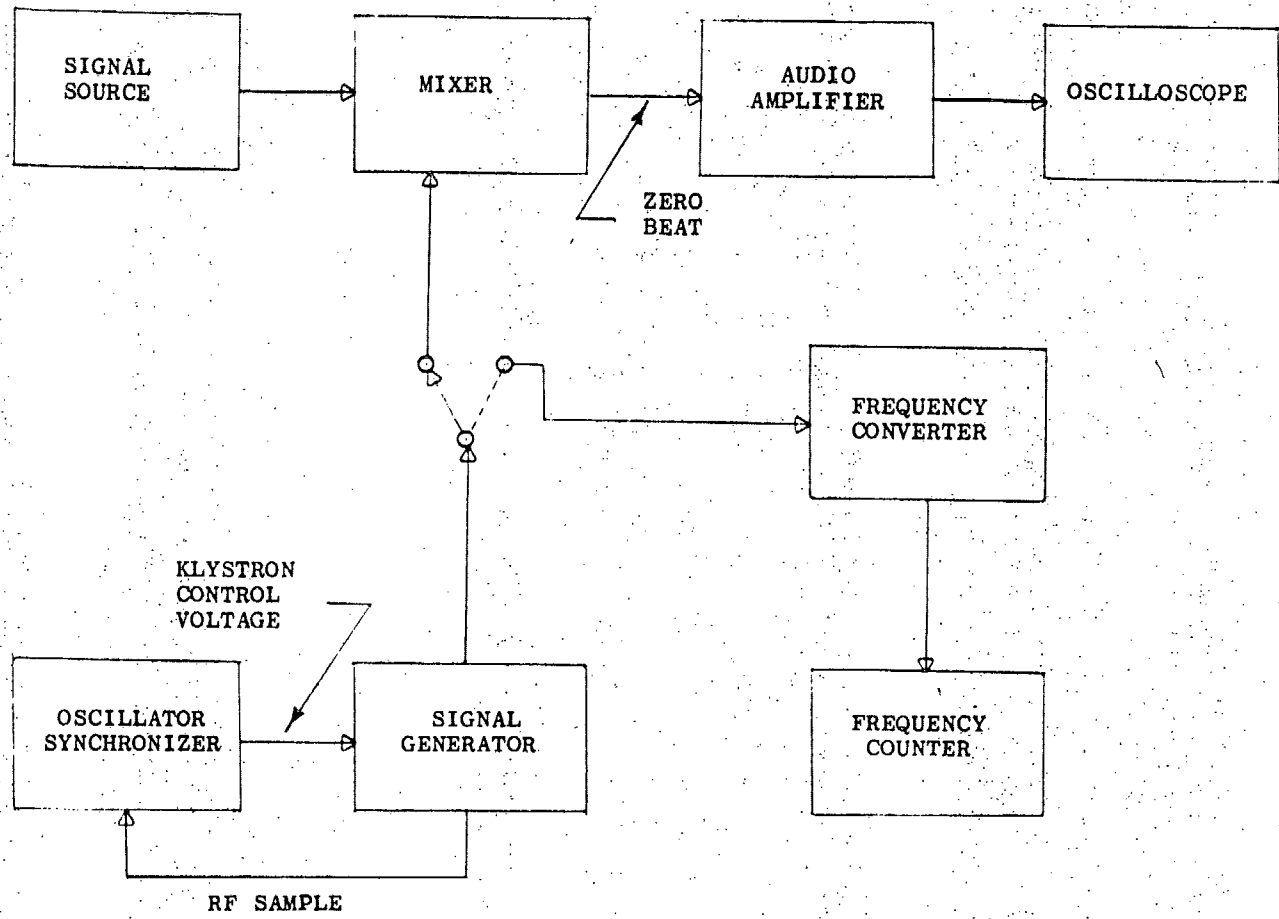 SIGNAL
SOURCE
MIXER
AUDIO
AMPLIFIER
OSCILLOSCOPE
ZERO
BEAT
FREQUENCY
CONVERTER
KLYSTRON
CONTROL
VOLTAGE
OSCILLATOR
SYNCHRONIZER
SIGNAL
GENERATOR
FREQUENCY
COUNTER
RF SAMPLE